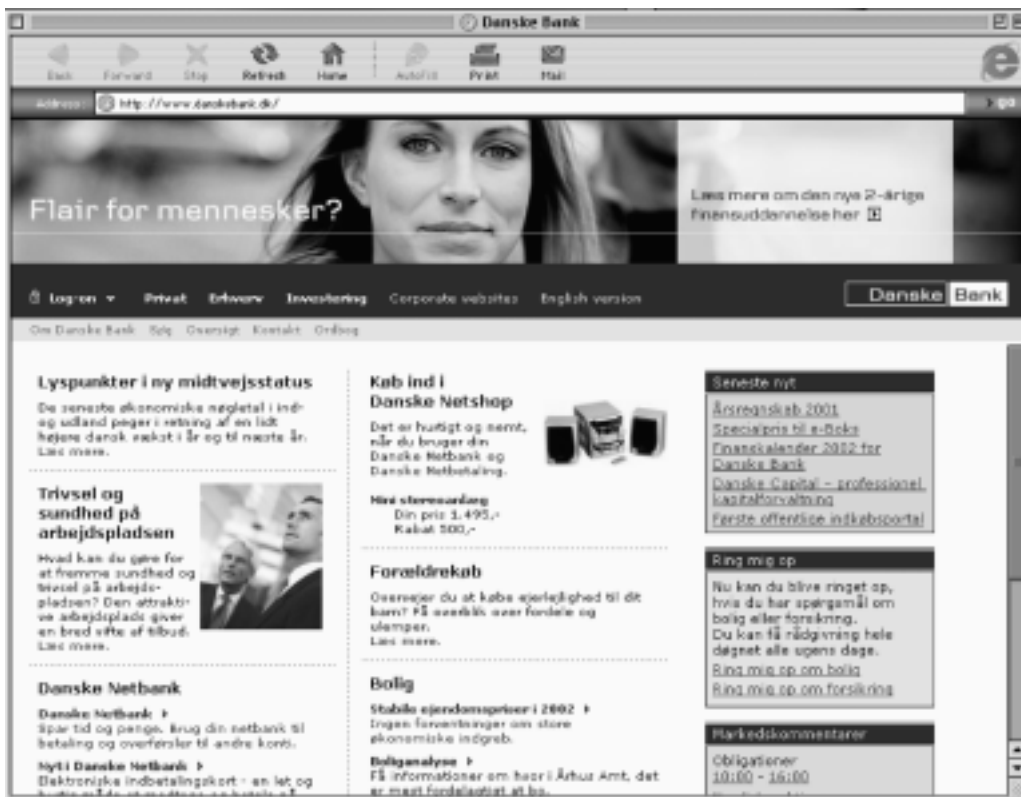 Danske Bank
Back Forward Stop Refresh Home AutoFill Print Mail
Address: http://www.danskebank.dk/ go
Flair for mennesker?
Læs mere om den nye 2-årige
finansuddannelse her
Log-on Privat Erhverv Investering Corporate websites English version
Danske Bank
Om Danske Bank Søg Oversigt Kontakt Ordbog
Lyspunkter i ny midtvejsstatus
De seneste økonomiske nøgletal i ind-
og udland peger i retning af en lidt
højere dansk vækst i år og til næste år.
Læs mere.
Trivsel og
sundhed på
arbejdspladsen
Hvad kan du gøre for
at fremme sundhed og
trivsel på arbejds-
pladsen? Den attrakti-
ve arbejdsplads giver
en bred vifte af tilbud.
Læs mere.
Danske Netbank
Danske Netbank
Spar tid og penge. Brug din netbank til
betaling og overførsler til andre konti.
Nyt i Danske Netbank
Elektroniske indbetalingskort - en let og
Køb ind i
Danske Netshop
Det er hurtigt og nemt,
når du bruger din
Danske Netbank og
Danske Netbetaling.
Mini stereoanlæg
Din pris 1.495,-
Rabat 500,-
Forældrekøb
Overvejer du at købe ejerlejlighed til dit
barn? Få overblik over fordele og
ulemper.
Læs mere.
Bolig
Stabile ejendomspriser i 2002
Ingen forventninger om store
økonomiske indgreb.
Boliganalyse
Få informationer om hvor i Århus Amt, det
er mest fordelagtigt at bo.
Seneste nyt
Årsregnskab 2001
Specialpris til e-Boks
Finanskalender 2002 for
Danske Bank
Danske Capital - professionel
kapitalforvaltning
Første offentlige indkøbsportal
Ring mig op
Nu kan du blive ringet op,
hvis du har spørgsmål om
bolig eller forsikring.
Du kan få rådgivning hele
døgnet alle ugens dage.
Ring mig op om bolig
Ring mig op om forsikring
Markedskommentarer
Obligationer
10:00 - 16:00